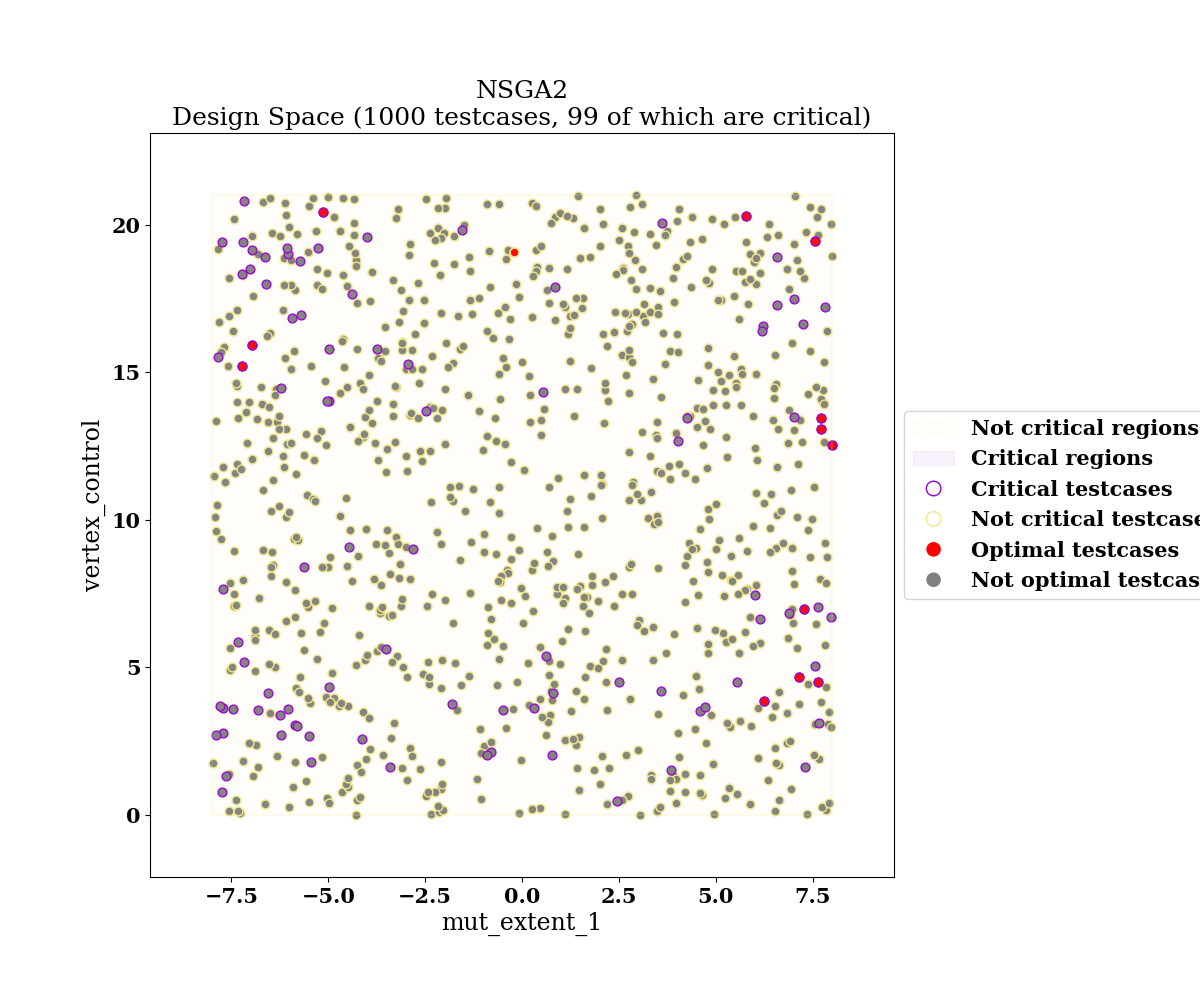 NSGA2
Design Space (1000 testcases, 99 of which are critical)
20
15
10
5
0
vertex_control
−7.5 −5.0 −2.5 0.0 2.5 5.0 7.5
mut_extent_1
Not critical regions
Critical regions
Critical testcases
Not critical testcase
Optimal testcases
Not optimal testcas